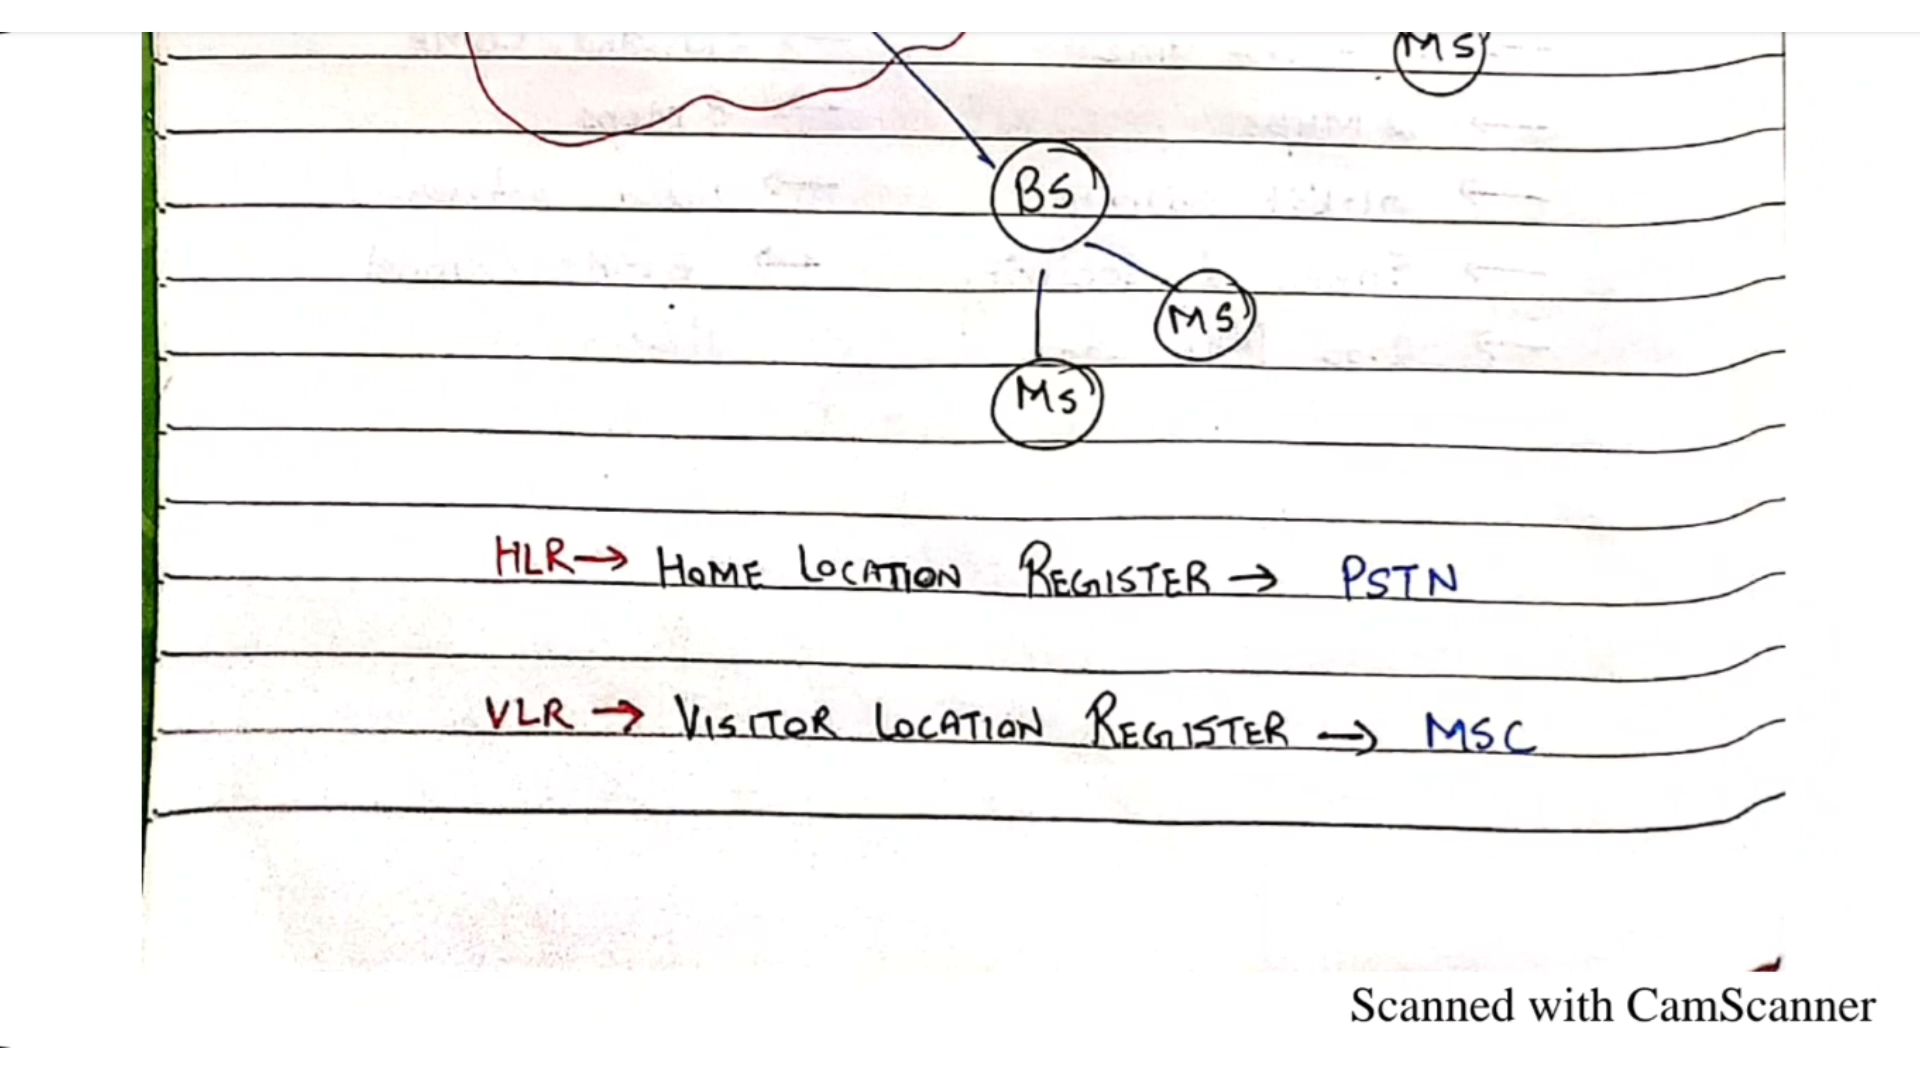 MS
BS
MS
MS
HLR → HOME LOCATION REGISTER → PSTN
VLR → VISITOR LOCATION REGISTER → MSC
Scanned with CamScanner